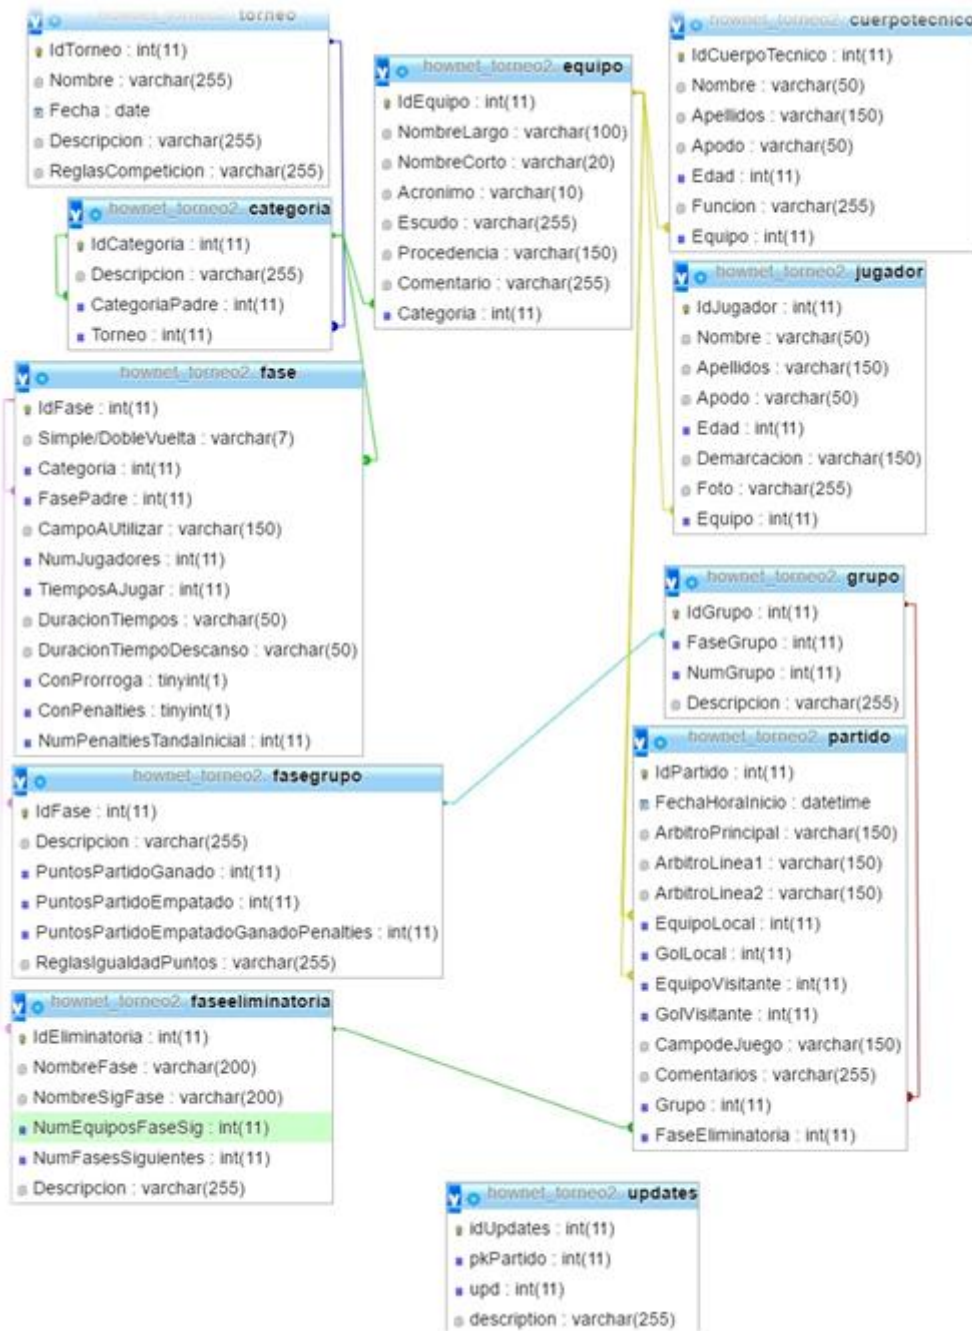 hownet_torneo2 torneo
IdTorneo : int(11)
Nombre : varchar(255)
Fecha : date
Descripcion : varchar(255)
ReglasCompeticion : varchar(255)
hownet_torneo2 categoria
IdCategoria : int(11)
Descripcion : varchar(255)
CategoriaPadre : int(11)
Torneo : int(11)
hownet_torneo2 equipo
IdEquipo : int(11)
NombreLargo : varchar(100)
NombreCorto : varchar(20)
Acronimo : varchar(10)
Escudo : varchar(255)
Procedencia : varchar(150)
Comentario : varchar(255)
Categoria : int(11)
hownet_torneo2 cuerpotecnico
IdCuerpoTecnico : int(11)
Nombre : varchar(50)
Apellidos : varchar(150)
Apodo : varchar(50)
Edad : int(11)
Funcion : varchar(255)
Equipo : int(11)
hownet_torneo2 jugador
IdJugador : int(11)
Nombre : varchar(50)
Apellidos : varchar(150)
Apodo : varchar(50)
Edad : int(11)
Demarcacion : varchar(150)
Foto : varchar(255)
Equipo : int(11)
hownet_torneo2 fase
IdFase : int(11)
Simple/DobleVuelta : varchar(7)
Categoria : int(11)
FasePadre : int(11)
CampoAUtilizar : varchar(150)
NumJugadores : int(11)
TiemposAJugar : int(11)
DuracionTiempos : varchar(50)
DuracionTiempoDescanso : varchar(50)
ConProrroga : tinyint(1)
ConPenalties : tinyint(1)
NumPenaltiesTandaInicial : int(11)
hownet_torneo2 grupo
IdGrupo : int(11)
FaseGrupo : int(11)
NumGrupo : int(11)
Descripcion : varchar(255)
hownet_torneo2 fasegrupo
IdFase : int(11)
Descripcion : varchar(255)
PuntosPartidoGanado : int(11)
PuntosPartidoEmpatado : int(11)
PuntosPartidoEmpatadoGanadoPenalties : int(11)
ReglasIgualdadPuntos : varchar(255)
hownet_torneo2 partido
IdPartido : int(11)
FechaHoraInicio : datetime
ArbitroPrincipal : varchar(150)
ArbitroLinea1 : varchar(150)
ArbitroLinea2 : varchar(150)
EquipoLocal : int(11)
GolLocal : int(11)
EquipoVisitante : int(11)
GolVisitante : int(11)
CampodeJuego : varchar(150)
Comentarios : varchar(255)
Grupo : int(11)
FaseEliminatoria : int(11)
hownet_torneo2 faseeliminatoria
IdEliminatoria : int(11)
NombreFase : varchar(200)
NombreSigFase : varchar(200)
NumEquiposFaseSig : int(11)
NumFasesSiguientes : int(11)
Descripcion : varchar(255)
hownet_torneo2 updates
idUpdates : int(11)
pkPartido : int(11)
upd : int(11)
description : varchar(255)